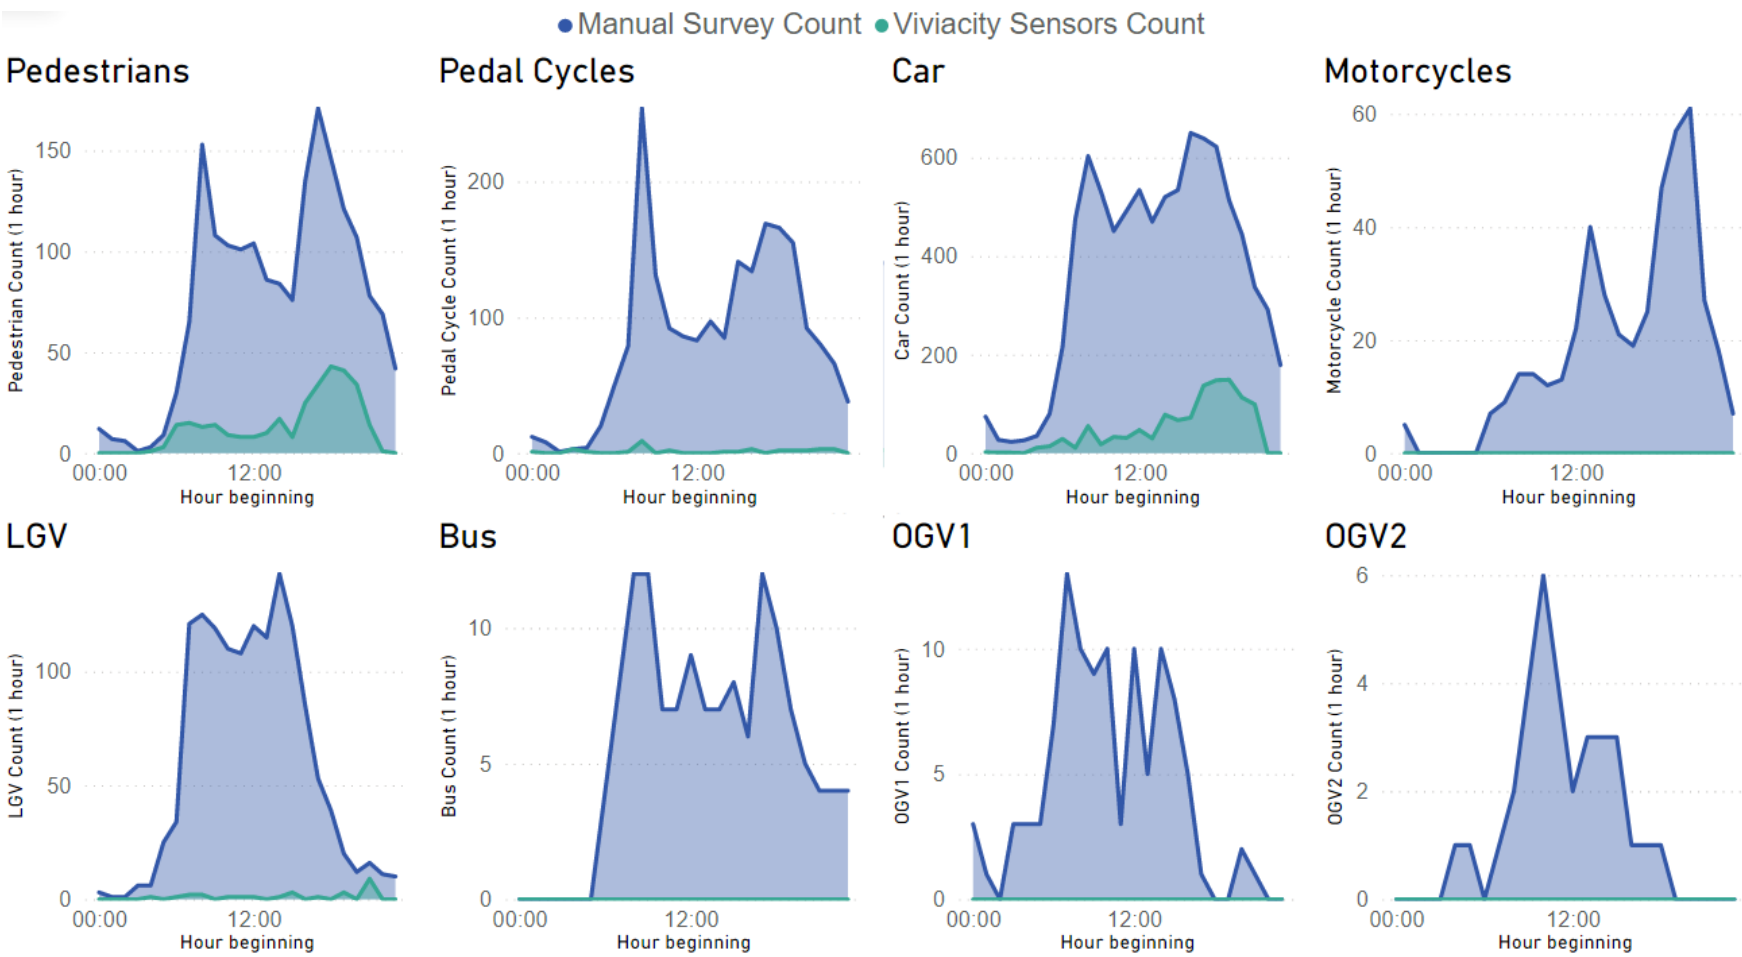 Manual Survey Count Viviacity Sensors Count
Pedestrians
Pedestrian Count (1 hour)
150
100
50
0
00:00 12:00
Hour beginning
Pedal Cycles
Pedal Cycle Count (1 hour)
200
100
0
00:00 12:00
Hour beginning
Car
Car Count (1 hour)
600
400
200
0
00:00 12:00
Hour beginning
Motorcycles
Motorcycle Count (1 hour)
60
40
20
0
00:00 12:00
Hour beginning
LGV
LGV Count (1 hour)
100
50
0
00:00 12:00
Hour beginning
Bus
Bus Count (1 hour)
10
5
0
00:00 12:00
Hour beginning
OGV1
OGV1 Count (1 hour)
10
5
0
00:00 12:00
Hour beginning
OGV2
OGV2 Count (1 hour)
6
4
2
0
00:00 12:00
Hour beginning